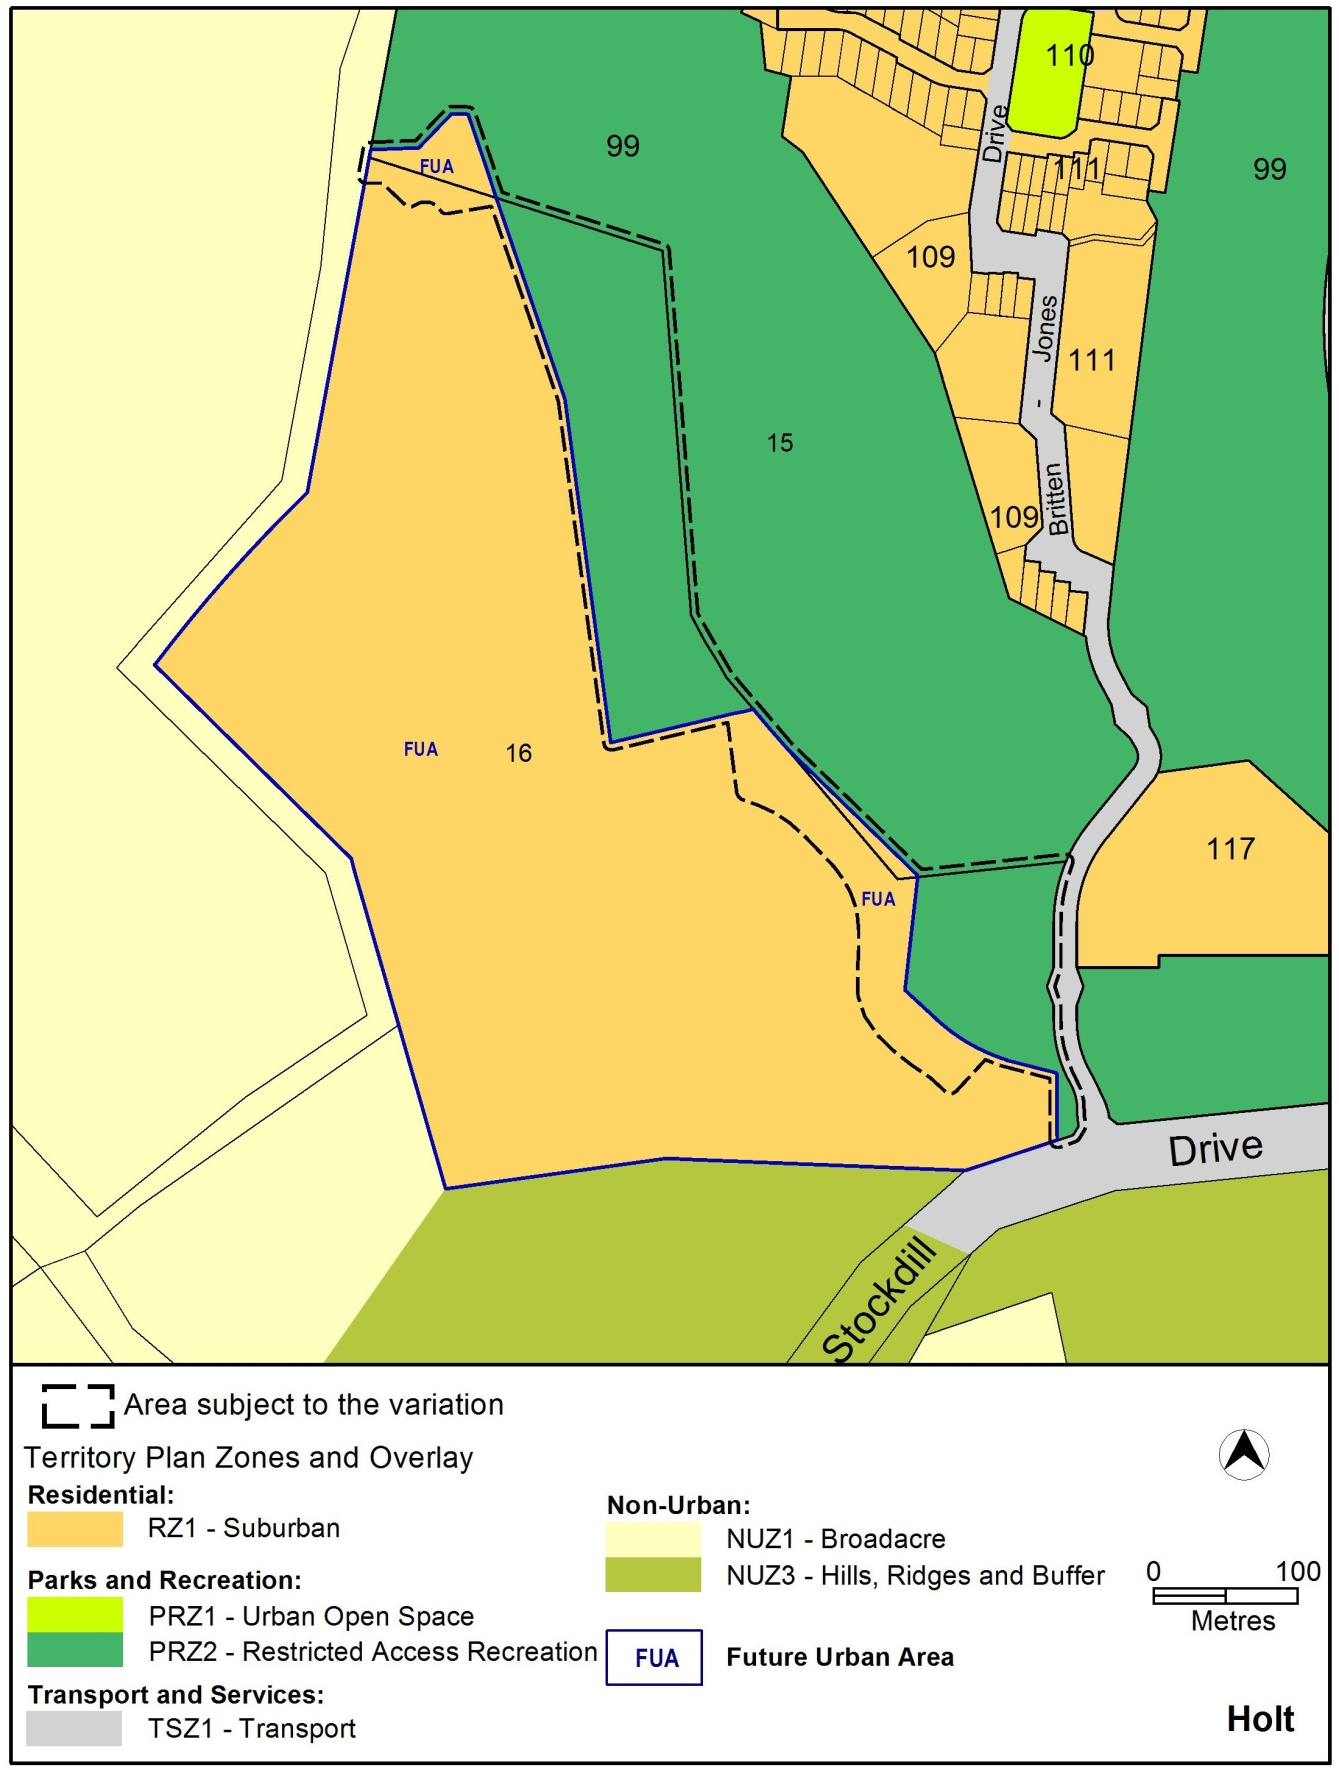 110
Drive
99
FUA
111
99
109
Jones
111
-
15
Britten
109
FUA
16
117
FUA
Drive
Stockdill
Area subject to the variation
Territory Plan Zones and Overlay
Residential:
RZ1 - Suburban
Parks and Recreation:
PRZ1 - Urban Open Space
PRZ2 - Restricted Access Recreation
Transport and Services:
TSZ1 - Transport
Non-Urban:
NUZ1 - Broadacre
NUZ3 - Hills, Ridges and Buffer
FUA Future Urban Area
0 100
Metres
Holt